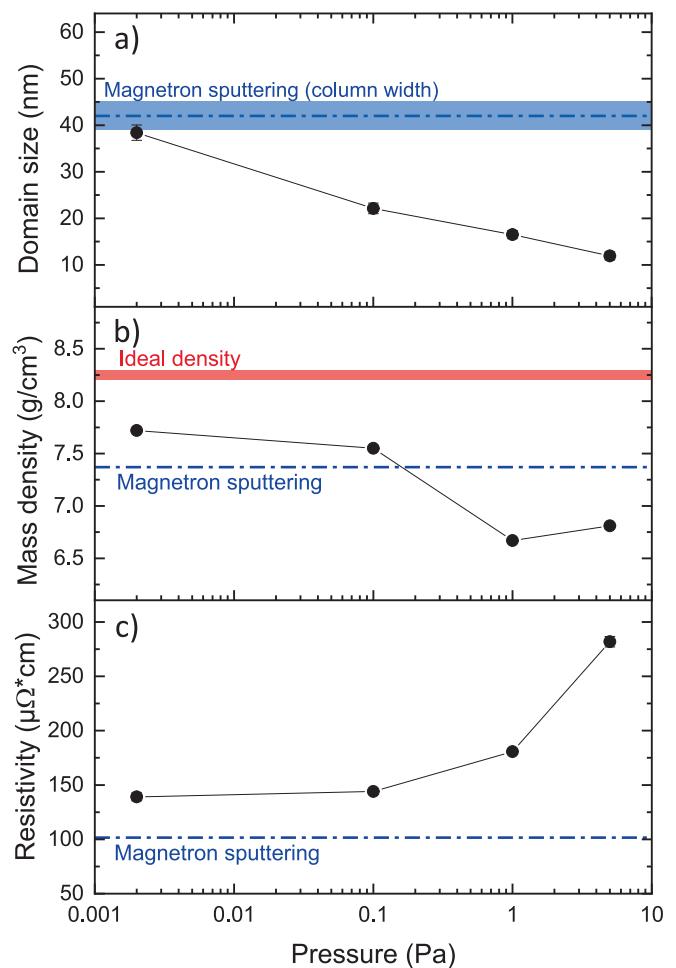 a)
Domain size (nm)
60
50
40
30
20
10
Magnetron sputtering (column width)
b)
Mass density (g/cm³)
8.5
8.0
7.5
7.0
6.5
Ideal density
Magnetron sputtering
c)
Resistivity (μΩ*cm)
300
250
200
150
100
50
Magnetron sputtering
0.001 0.01 0.1 1 10
Pressure (Pa)